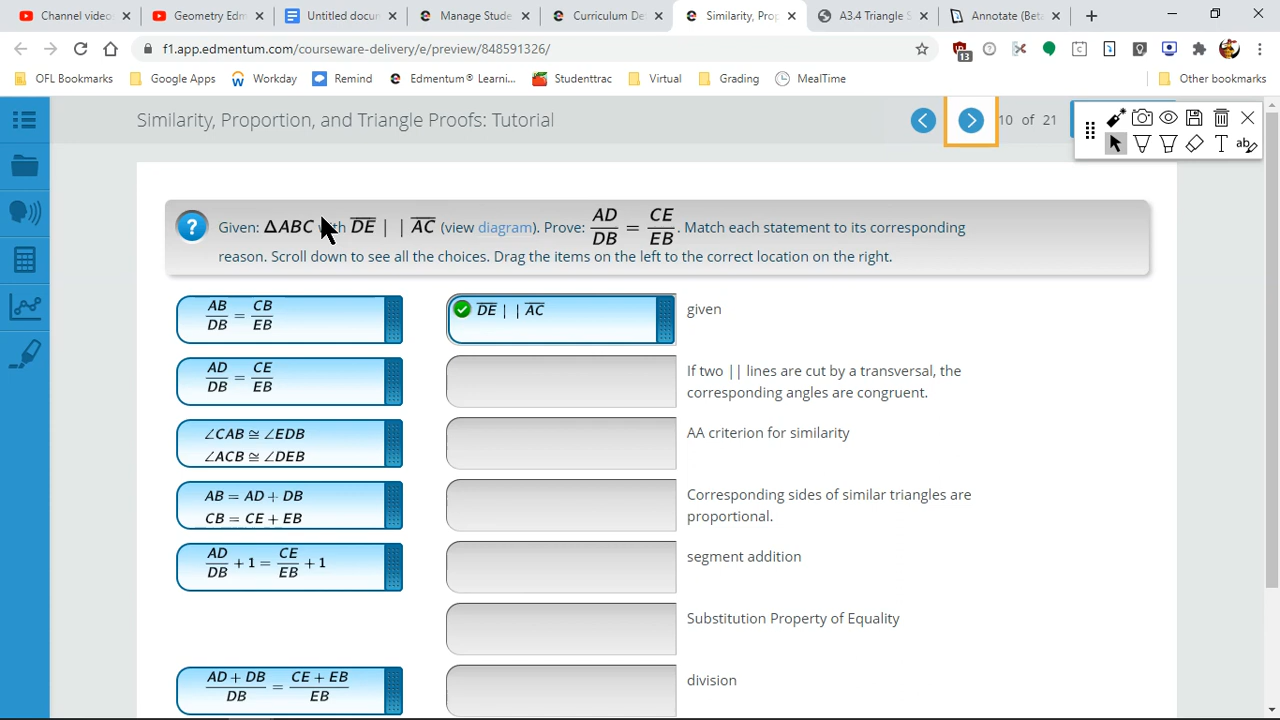 Channel videos
Geometry Edm
Untitled docu
Manage Stude
Curriculum De
Similarity, Prop
A3.4 Triangle S
Annotate (Beta
f1.app.edmentum.com/courseware-delivery/e/preview/848591326/
13
OFL Bookmarks
Google Apps
Workday
Remind
Edmentum® Learni...
Studenttrac
Virtual
Grading
MealTime
Other bookmarks
Similarity, Proportion, and Triangle Proofs: Tutorial
10 of 21
Given: ΔABC with DE || AC (view diagram). Prove: AD/DB = CE/EB. Match each statement to its corresponding
reason. Scroll down to see all the choices. Drag the items on the left to the correct location on the right.
AB/DB = CB/EB
DE || AC
given
AD/DB = CE/EB
If two || lines are cut by a transversal, the
corresponding angles are congruent.
∠CAB ≅ ∠EDB
∠ACB ≅ ∠DEB
AA criterion for similarity
AB = AD + DB
CB = CE + EB
Corresponding sides of similar triangles are
proportional.
AD/DB + 1 = CE/EB + 1
segment addition
Substitution Property of Equality
AD + DB/DB = CE + EB/EB
division